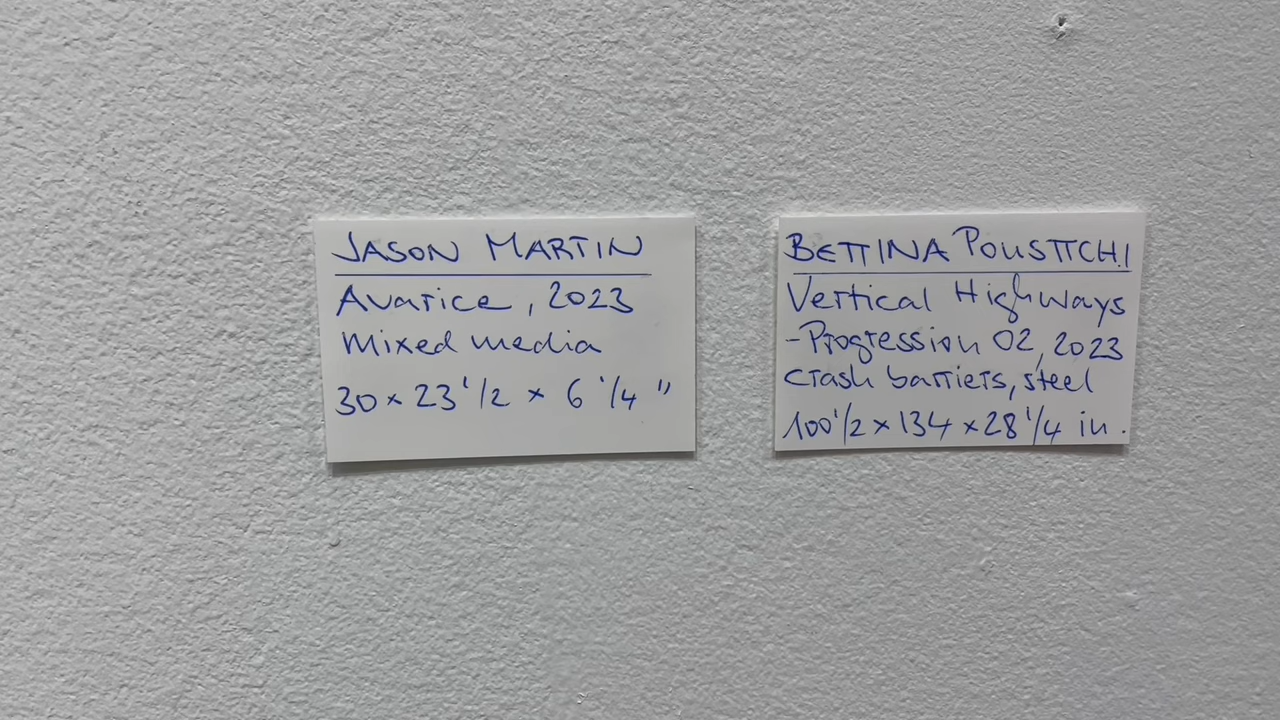 JASON MARTIN
Avarice, 2023
Mixed media
30 x 23 1/2 x 6 1/4 "
BETTINA POUSTTCHI
Vertical Highways
-Progression 02, 2023
crash barriers, steel
100 1/2 x 134 x 28 1/4 in.